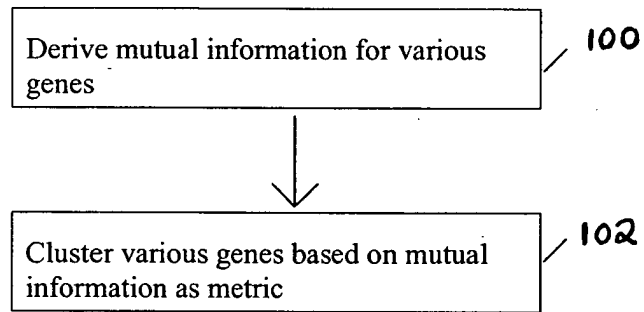 Derive mutual information for various
genes
100
Cluster various genes based on mutual
information as metric
102